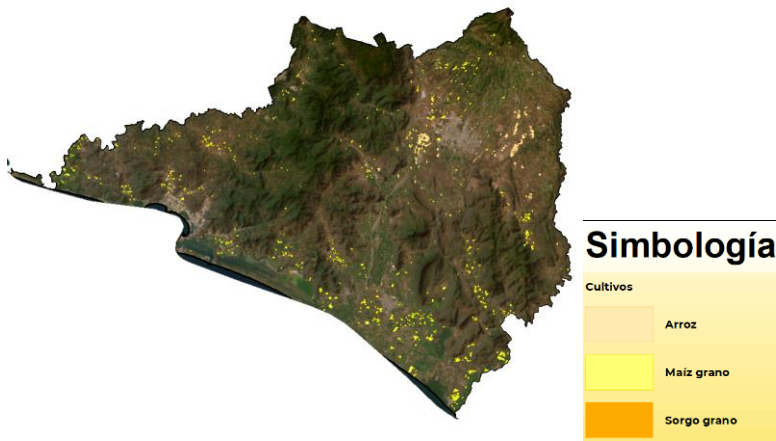 Simbología
Cultivos
Arroz
Maíz grano
Sorgo grano